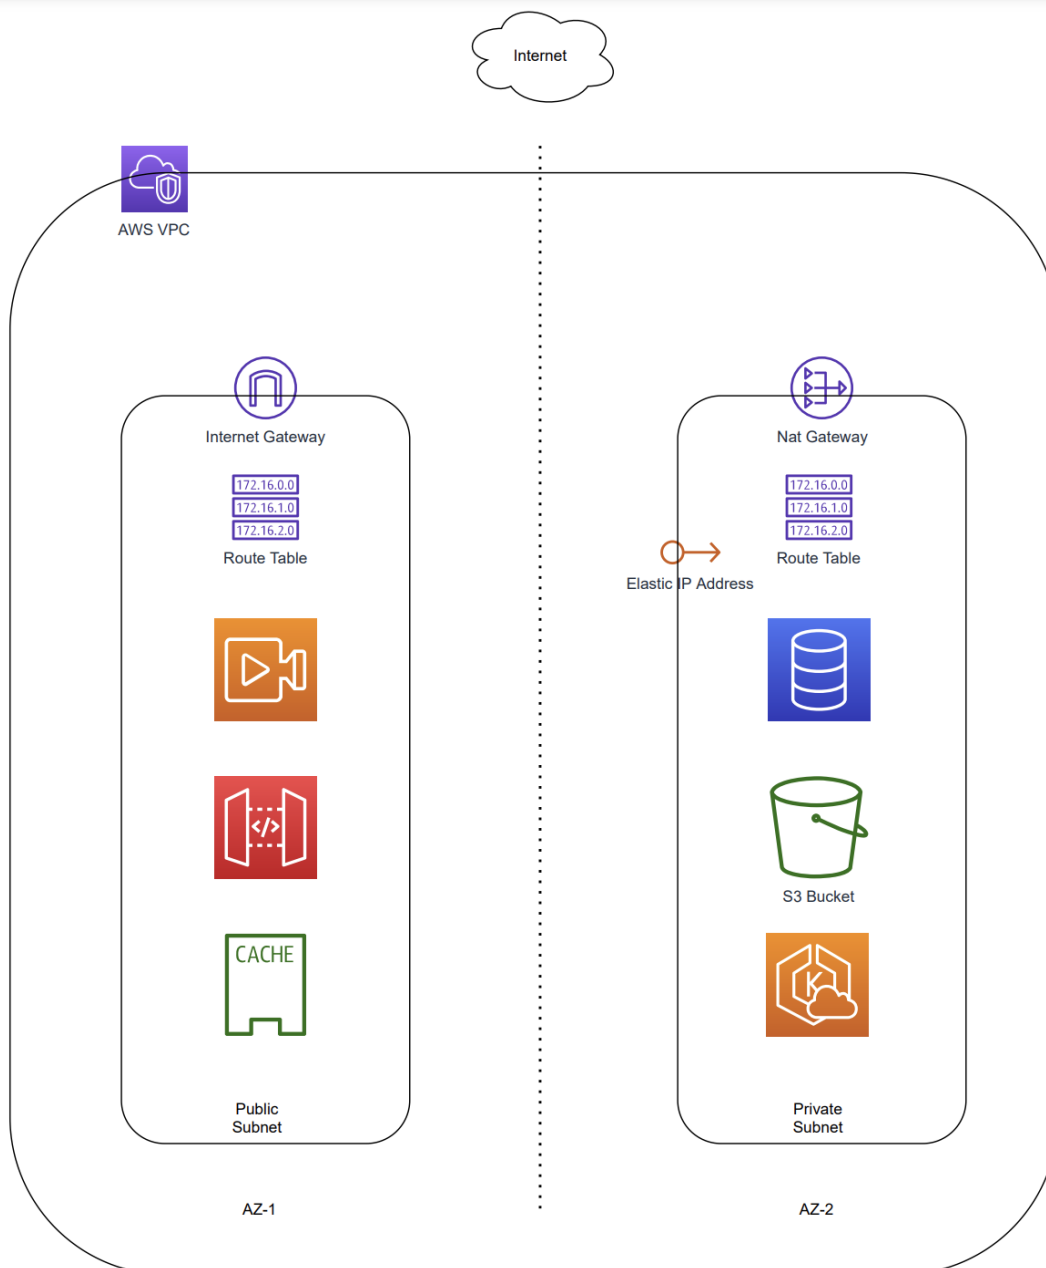 Internet
AWS VPC
Internet Gateway
Nat Gateway
172.16.0.0
172.16.1.0
172.16.2.0
Route Table
172.16.0.0
172.16.1.0
172.16.2.0
Route Table
Elastic IP Address
</>
CACHE
S3 Bucket
K
Public
Subnet
Private
Subnet
AZ-1
AZ-2